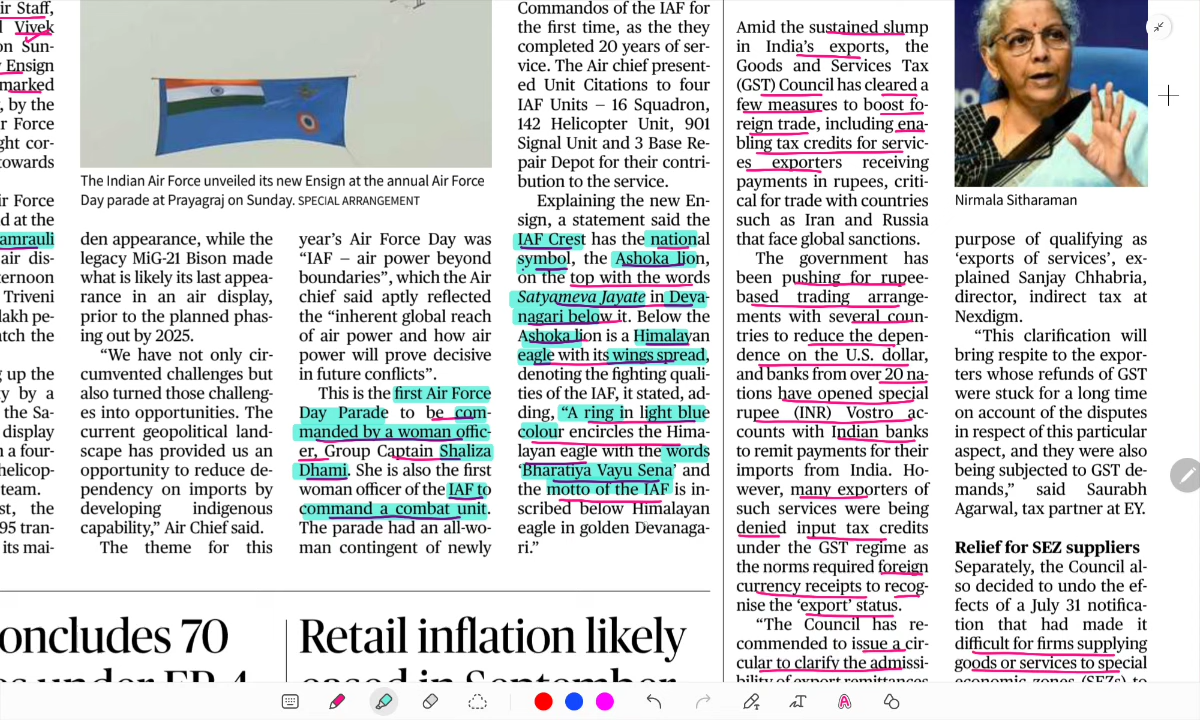 ir Staff,
l Vivek
on Sun-
Ensign
marked
, by the
r Force
ght cor-
towards
ir Force
d at the
amrauli
air dis-
ternoon
Triveni
lakh pe-
atch the
g up the
y by a
the Sa-
display
n a four-
helicop-
team.
st, the
95 tran-
its mai-
The Indian Air Force unveiled its new Ensign at the annual Air Force
Day parade at Prayagraj on Sunday. SPECIAL ARRANGEMENT
den appearance, while the
legacy MiG-21 Bison made
what is likely its last appea-
rance in an air display,
prior to the planned phas-
ing out by 2025.
“We have not only cir-
cumvented challenges but
also turned those challeng-
es into opportunities. The
current geopolitical land-
scape has provided us an
opportunity to reduce de-
pendency on imports by
developing indigenous
capability,” Air Chief said.
The theme for this
year’s Air Force Day was
“IAF – air power beyond
boundaries”, which the Air
chief said aptly reflected
the “inherent global reach
of air power and how air
power will prove decisive
in future conflicts”.
This is the first Air Force
Day Parade to be com-
manded by a woman offic-
er, Group Captain Shaliza
Dhami. She is also the first
woman officer of the IAF to
command a combat unit.
The parade had an all-wo-
man contingent of newly
Commandos of the IAF for
the first time, as the they
completed 20 years of ser-
vice. The Air chief present-
ed Unit Citations to four
IAF Units – 16 Squadron,
142 Helicopter Unit, 901
Signal Unit and 3 Base Re-
pair Depot for their contri-
bution to the service.
Explaining the new En-
sign, a statement said the
IAF Crest has the national
symbol, the Ashoka lion,
on the top with the words
Satyameva Jayate in Deva-
nagari below it. Below the
Ashoka lion is a Himalayan
eagle with its wings spread,
denoting the fighting quali-
ties of the IAF, it stated, ad-
ding, “A ring in light blue
colour encircles the Hima-
layan eagle with the words
‘Bharatiya Vayu Sena’ and
the motto of the IAF is in-
scribed below Himalayan
eagle in golden Devanaga-
ri.”
Amid the sustained slump
in India’s exports, the
Goods and Services Tax
(GST) Council has cleared a
few measures to boost fo-
reign trade, including ena-
bling tax credits for servic-
es exporters receiving
payments in rupees, criti-
cal for trade with countries
such as Iran and Russia
that face global sanctions.
The government has
been pushing for rupee-
based trading arrange-
ments with several coun-
tries to reduce the depen-
dence on the U.S. dollar,
and banks from over 20 na-
tions have opened special
rupee (INR) Vostro ac-
counts with Indian banks
to remit payments for their
imports from India. Ho-
wever, many exporters of
such services were being
denied input tax credits
under the GST regime as
the norms required foreign
currency receipts to recog-
nise the ‘export’ status.
“The Council has re-
commended to issue a cir-
cular to clarify the admissi-
bility of export remittances
Nirmala Sitharaman
purpose of qualifying as
‘exports of services’, ex-
plained Sanjay Chhabria,
director, indirect tax at
Nexdigm.
“This clarification will
bring respite to the expor-
ters whose refunds of GST
were stuck for a long time
on account of the disputes
in respect of this particular
aspect, and they were also
being subjected to GST de-
mands,” said Saurabh
Agarwal, tax partner at EY.
Relief for SEZ suppliers
Separately, the Council al-
so decided to undo the ef-
fects of a July 31 notifica-
tion that had made it
difficult for firms supplying
goods or services to special
economic zones (SEZs) to
oncludes 70
Retail inflation likely
eased in September